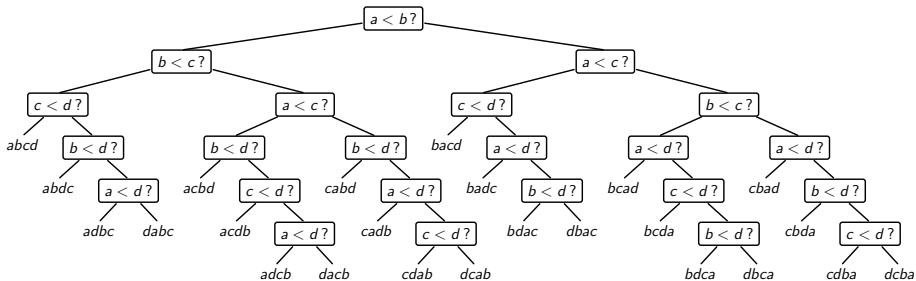 a < b ?
b < c ? a < c ?
c < d ? a < c ? c < d ? b < c ?
abcd b < d ? b < d ? b < d ? bacd a < d ? a < d ? a < d ?
abdc a < d ? acbd c < d ? cabd a < d ? badc b < d ? bcad c < d ? cbad b < d ?
adbc dabc acdb a < d ? cadb c < d ? bdac dbac bcda b < d ? cbda c < d ?
adcb dacb cdab dcab bdca dbca cdba dcba